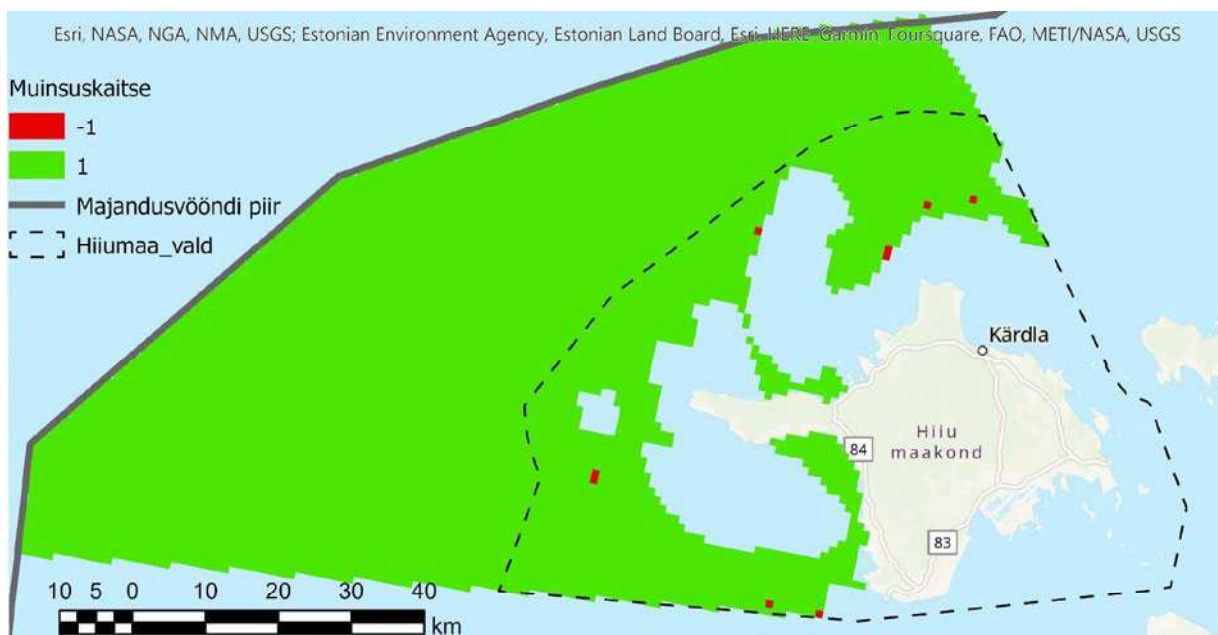 Esri, NASA, NGA, NMA, USGS; Estonian Environment Agency, Estonian Land Board, Esri, HERE, Garmin, Foursquare, FAO, METI/NASA, USGS
Muinsuskaitse
-1
1
Majandusvööndi piir
Hiiumaa_vald
Kärdla
Hiiu
maakond
84
83
10 5 0 10 20 30 40
km